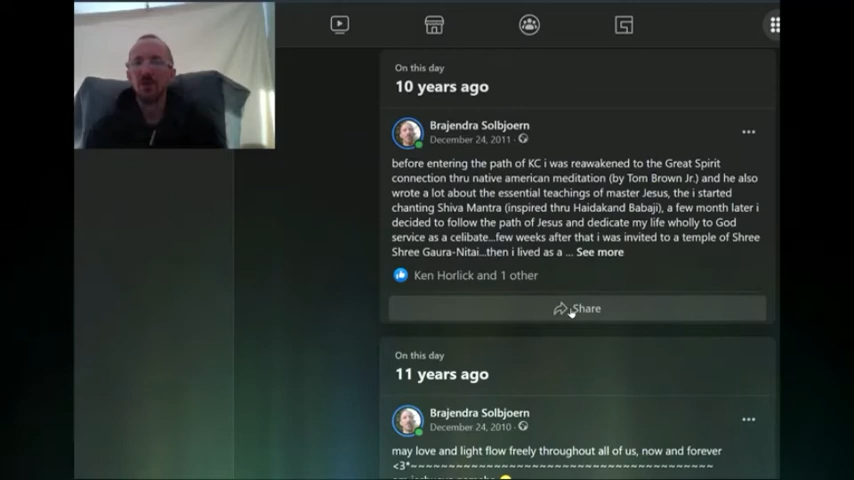 On this day
10 years ago
Brajendra Solbjoern
December 24, 2011 ·
before entering the path of KC i was reawakened to the Great Spirit
connection thru native american meditation (by Tom Brown Jr.) and he also
wrote a lot about the essential teachings of master Jesus, the i started
chanting Shiva Mantra (inspired thru Haidakand Babaji), a few month later i
decided to follow the path of Jesus and dedicate my life wholly to God
service as a celibate...few weeks after that i was invited to a temple of Shree
Shree Gaura-Nitai...then i lived as a ... See more
Ken Horlick and 1 other
Share
On this day
11 years ago
Brajendra Solbjoern
December 24, 2010 ·
may love and light flow freely throughout all of us, now and forever
<3*~~~~~~~~~~~~~~~~~~~~~~~~~~~~~~~~~~~~~~~~